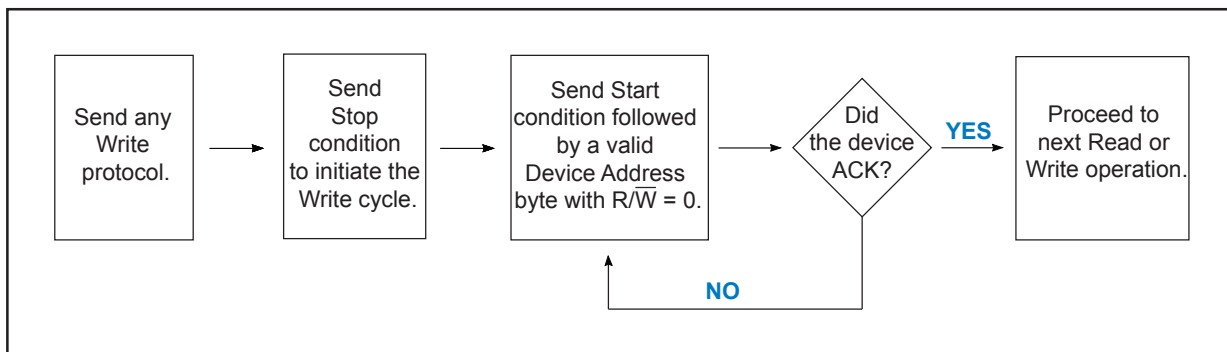 Send any
Write
protocol.
Send
Stop
condition
to initiate the
Write cycle.
Send Start
condition followed
by a valid
Device Address
byte with R/W̅ = 0.
Did
the device
ACK?
YES
Proceed to
next Read or
Write operation.
NO